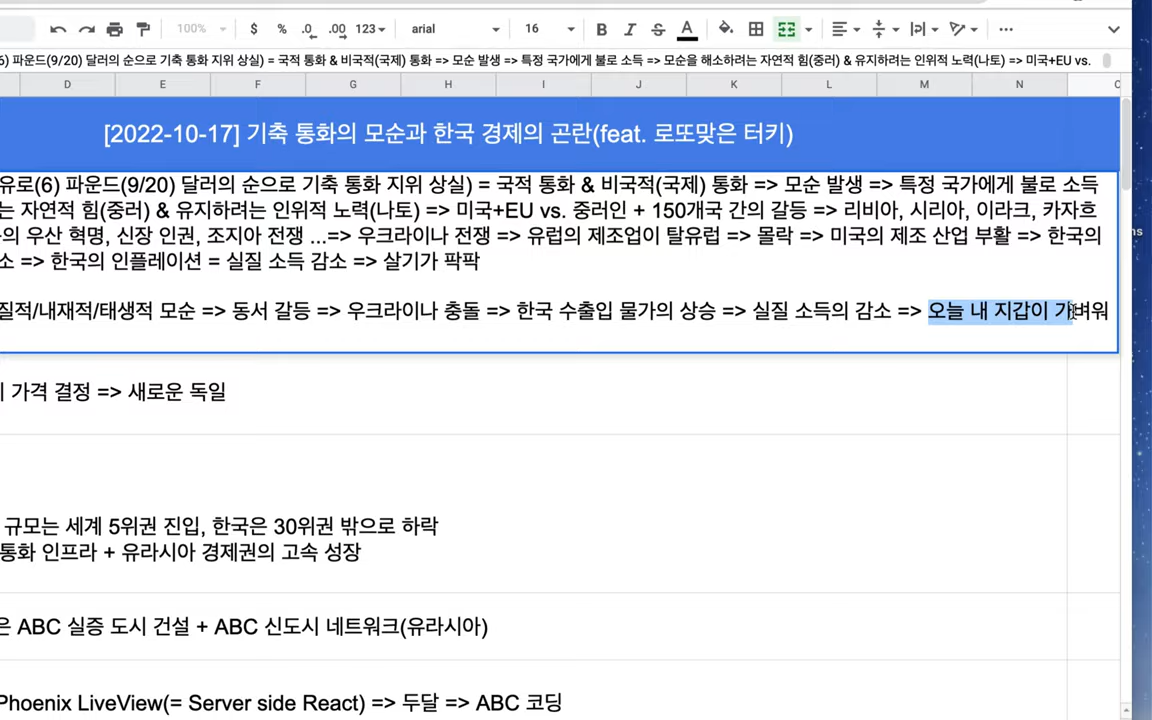 100% $ % .0 .00 123 arial 16 B I S A
6) 파운드(9/20) 달러의 순으로 기축 통화 지위 상실) = 국적 통화 & 비국적(국제) 통화 => 모순 발생 => 특정 국가에게 불로 소득 => 모순을 해소하려는 자연적 힘(중러) & 유지하려는 인위적 노력(나토) => 미국+EU vs.
D E F G H I J K L M N
[2022-10-17] 기축 통화의 모순과 한국 경제의 곤란(feat. 로또맞은 터키)
유로(6) 파운드(9/20) 달러의 순으로 기축 통화 지위 상실) = 국적 통화 & 비국적(국제) 통화 => 모순 발생 => 특정 국가에게 불로 소득
는 자연적 힘(중러) & 유지하려는 인위적 노력(나토) => 미국+EU vs. 중러인 + 150개국 간의 갈등 => 리비아, 시리아, 이라크, 카자흐
의 우산 혁명, 신장 인권, 조지아 전쟁 ...=> 우크라이나 전쟁 => 유럽의 제조업이 탈유럽 => 몰락 => 미국의 제조 산업 부활 => 한국의
소 => 한국의 인플레이션 = 실질 소득 감소 => 살기가 팍팍
질적/내재적/태생적 모순 => 동서 갈등 => 우크라이나 충돌 => 한국 수출입 물가의 상승 => 실질 소득의 감소 => 오늘 내 지갑이 가벼워
가격 결정 => 새로운 독일
규모는 세계 5위권 진입, 한국은 30위권 밖으로 하락
통화 인프라 + 유라시아 경제권의 고속 성장
은 ABC 실증 도시 건설 + ABC 신도시 네트워크(유라시아)
Phoenix LiveView(= Server side React) => 두달 => ABC 코딩